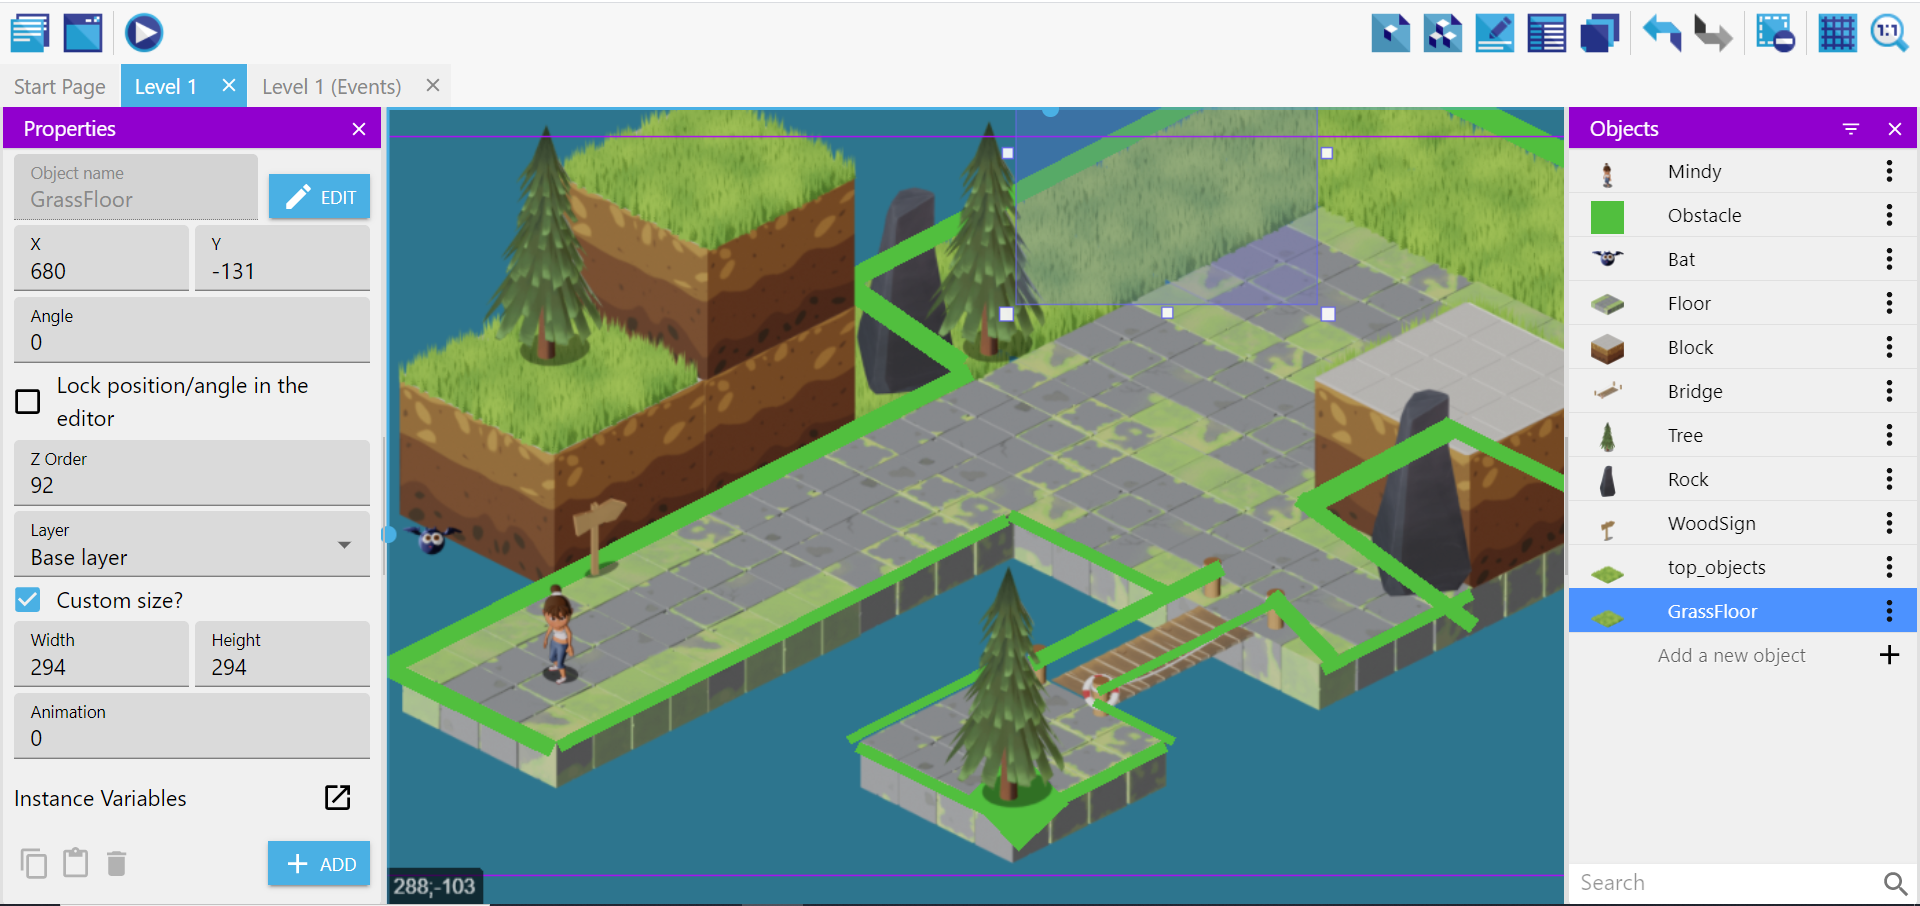 1:1
Start Page
Level 1
Level 1 (Events)
Properties
Objects
Object name
GrassFloor
EDIT
X
680
Y
-131
Angle
0
Lock position/angle in the
editor
Z Order
92
Layer
Base layer
Custom size?
Width
294
Height
294
Animation
0
Instance Variables
ADD
288;-103
Mindy
Obstacle
Bat
Floor
Block
Bridge
Tree
Rock
WoodSign
top_objects
GrassFloor
Add a new object
Search